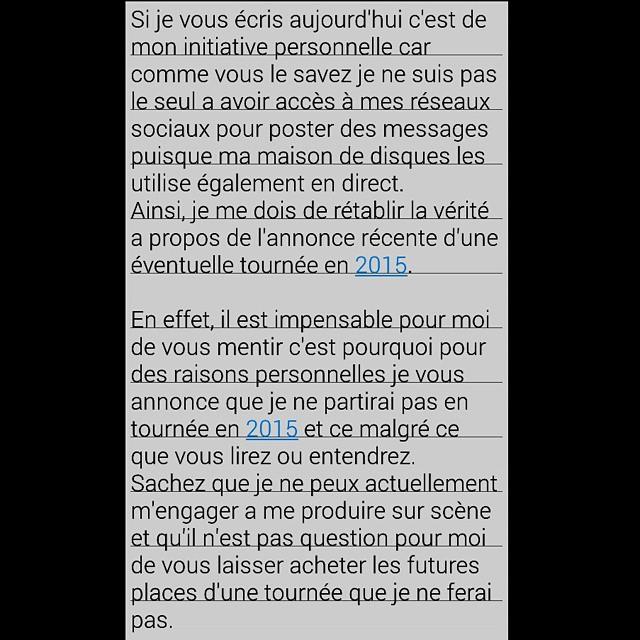 Si je vous écris aujourd'hui c'est de
mon initiative personnelle car
comme vous le savez je ne suis pas
le seul a avoir accès à mes réseaux
sociaux pour poster des messages
puisque ma maison de disques les
utilise également en direct.
Ainsi, je me dois de rétablir la vérité
a propos de l'annonce récente d'une
éventuelle tournée en 2015.
En effet, il est impensable pour moi
de vous mentir c'est pourquoi pour
des raisons personnelles je vous
annonce que je ne partirai pas en
tournée en 2015 et ce malgré ce
que vous lirez ou entendrez.
Sachez que je ne peux actuellement
m'engager a me produire sur scène
et qu'il n'est pas question pour moi
de vous laisser acheter les futures
places d'une tournée que je ne ferai
pas.